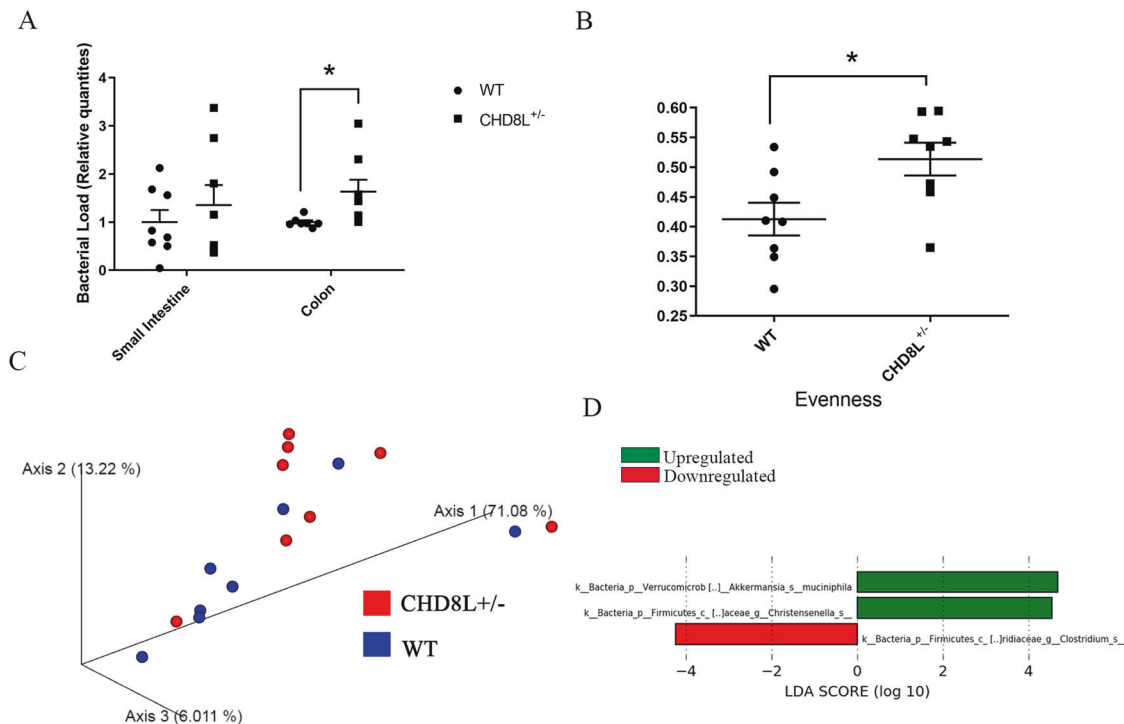 A
Bacterial Load (Relative quantites)
4
3
2
1
0
*
Small Intestine
Colon
WT
CHD8L+/-
B
*
0.60
0.55
0.50
0.45
0.40
0.35
0.30
0.25
WT
CHD8L+/-
Evenness
C
Axis 2 (13.22 %)
Axis 1 (71.08 %)
Axis 3 (6.011 %)
CHD8L+/-
WT
D
Upregulated
Downregulated
k__Bacteria_p__Verrucomicrob [..]__Akkermansia_s__muciniphila
k__Bacteria_p__Firmicutes_c_ [..]aceae_g__Christensenella_s__
k__Bacteria_p__Firmicutes_c_ [..]ridiaceae_g__Clostridium_s__
−4 −2 0 2 4
LDA SCORE (log 10)